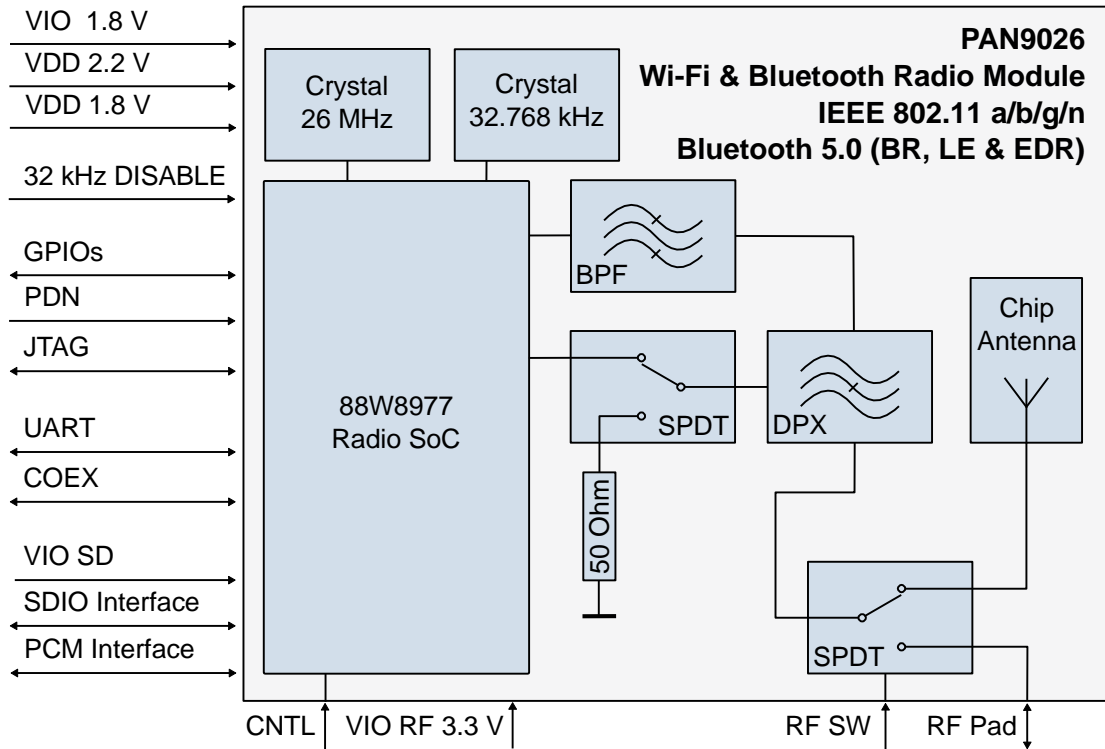 VIO 1.8 V
VDD 2.2 V
VDD 1.8 V
32 kHz DISABLE
GPIOs
PDN
JTAG
UART
COEX
VIO SD
SDIO Interface
PCM Interface
PAN9026
Wi-Fi & Bluetooth Radio Module
IEEE 802.11 a/b/g/n
Bluetooth 5.0 (BR, LE & EDR)
Crystal
26 MHz
Crystal
32.768 kHz
BPF
88W8977
Radio SoC
SPDT
50 Ohm
DPX
Chip
Antenna
SPDT
CNTL
VIO RF 3.3 V
RF SW
RF Pad